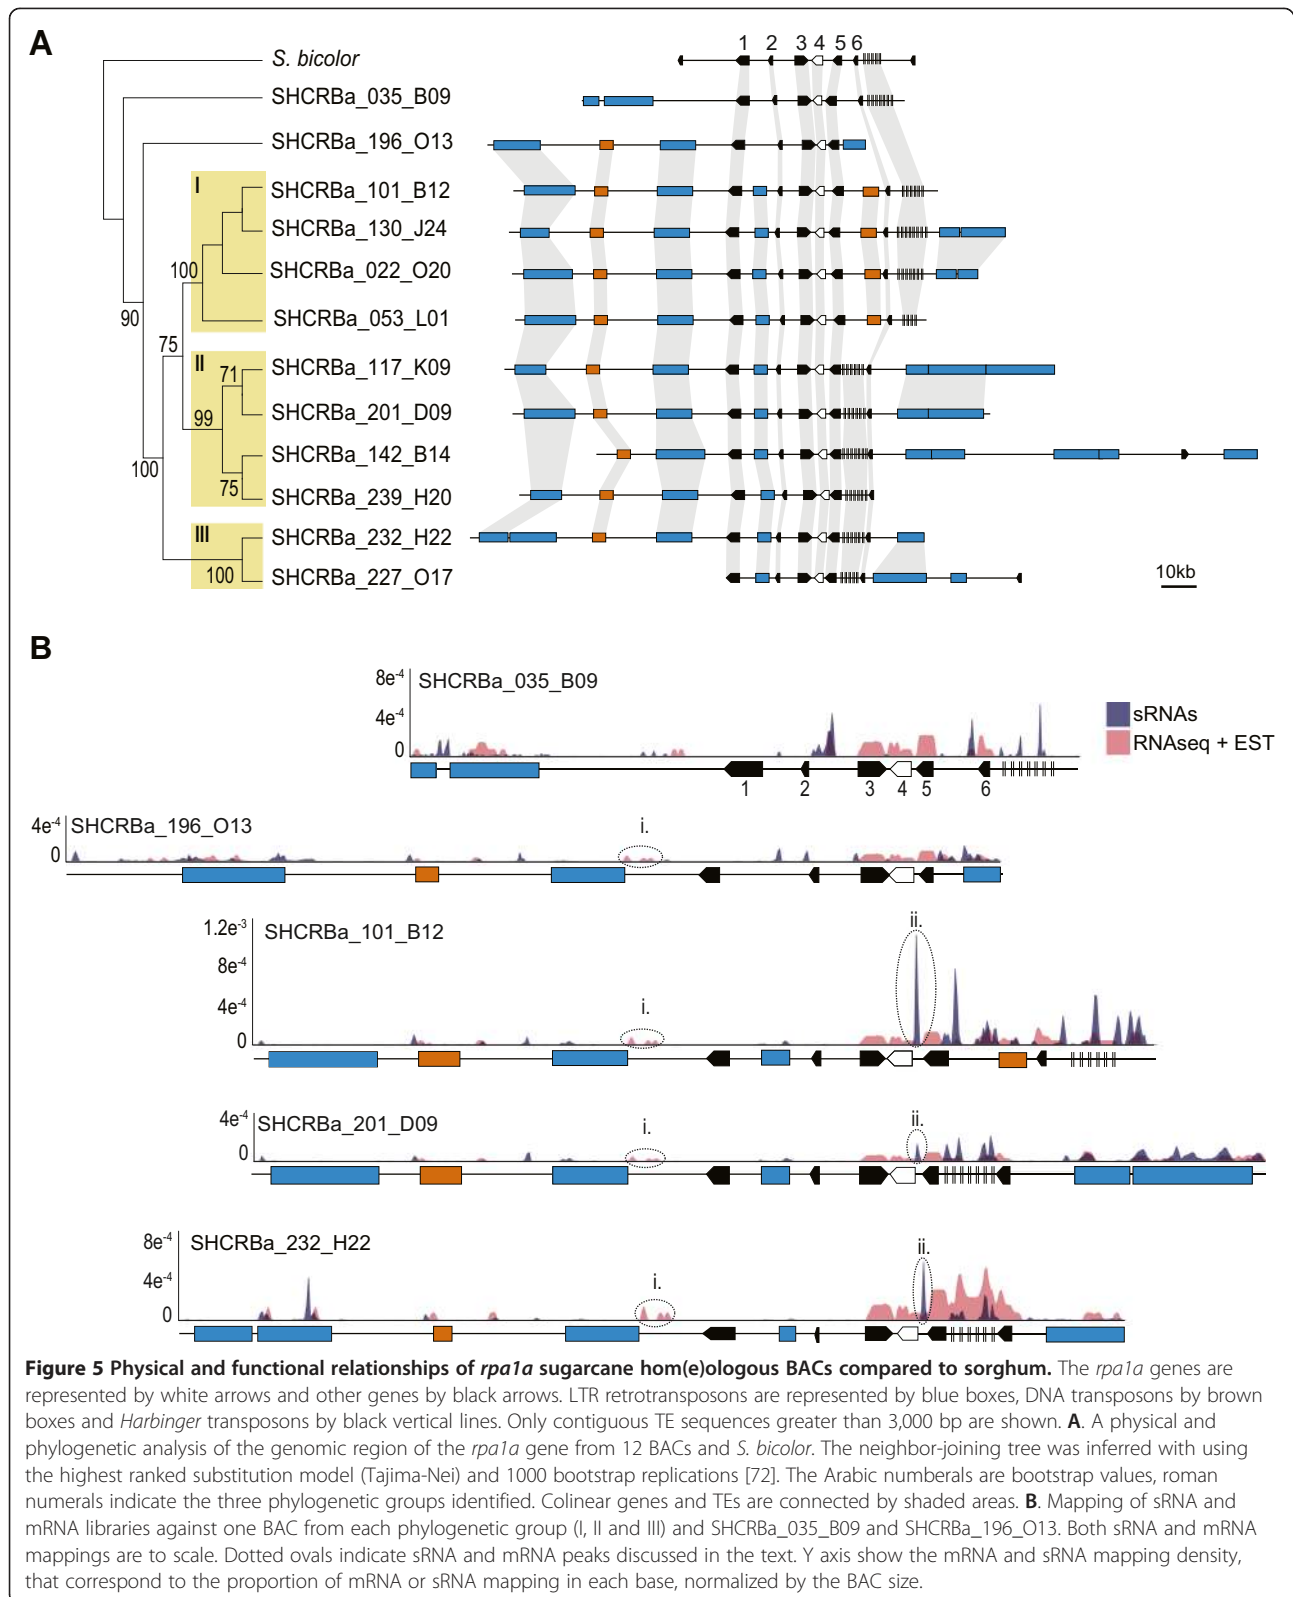 A
1 2 3 4 5 6
S. bicolor
SHCRBa_035_B09
SHCRBa_196_O13
I
SHCRBa_101_B12
SHCRBa_130_J24
100
SHCRBa_022_O20
90
SHCRBa_053_L01
75
II
71
SHCRBa_117_K09
99
SHCRBa_201_D09
100
SHCRBa_142_B14
75
SHCRBa_239_H20
III
SHCRBa_232_H22
100
SHCRBa_227_O17
10kb
B
8e-4
4e-4
0
SHCRBa_035_B09
sRNAs
RNAseq + EST
1 2 3 4 5 6
4e-4
0
SHCRBa_196_O13
i.
1.2e-3
8e-4
4e-4
0
SHCRBa_101_B12
i.
ii.
4e-4
0
SHCRBa_201_D09
i.
ii.
8e-4
4e-4
0
SHCRBa_232_H22
i.
ii.
Figure 5 Physical and functional relationships of rpa1a sugarcane hom(e)ologous BACs compared to sorghum. The rpa1a genes are
represented by white arrows and other genes by black arrows. LTR retrotransposons are represented by blue boxes, DNA transposons by brown
boxes and Harbinger transposons by black vertical lines. Only contiguous TE sequences greater than 3,000 bp are shown. A. A physical and
phylogenetic analysis of the genomic region of the rpa1a gene from 12 BACs and S. bicolor. The neighbor-joining tree was inferred with using
the highest ranked substitution model (Tajima-Nei) and 1000 bootstrap replications [72]. The Arabic numberals are bootstrap values, roman
numerals indicate the three phylogenetic groups identified. Colinear genes and TEs are connected by shaded areas. B. Mapping of sRNA and
mRNA libraries against one BAC from each phylogenetic group (I, II and III) and SHCRBa_035_B09 and SHCRBa_196_O13. Both sRNA and mRNA
mappings are to scale. Dotted ovals indicate sRNA and mRNA peaks discussed in the text. Y axis show the mRNA and sRNA mapping density,
that correspond to the proportion of mRNA or sRNA mapping in each base, normalized by the BAC size.